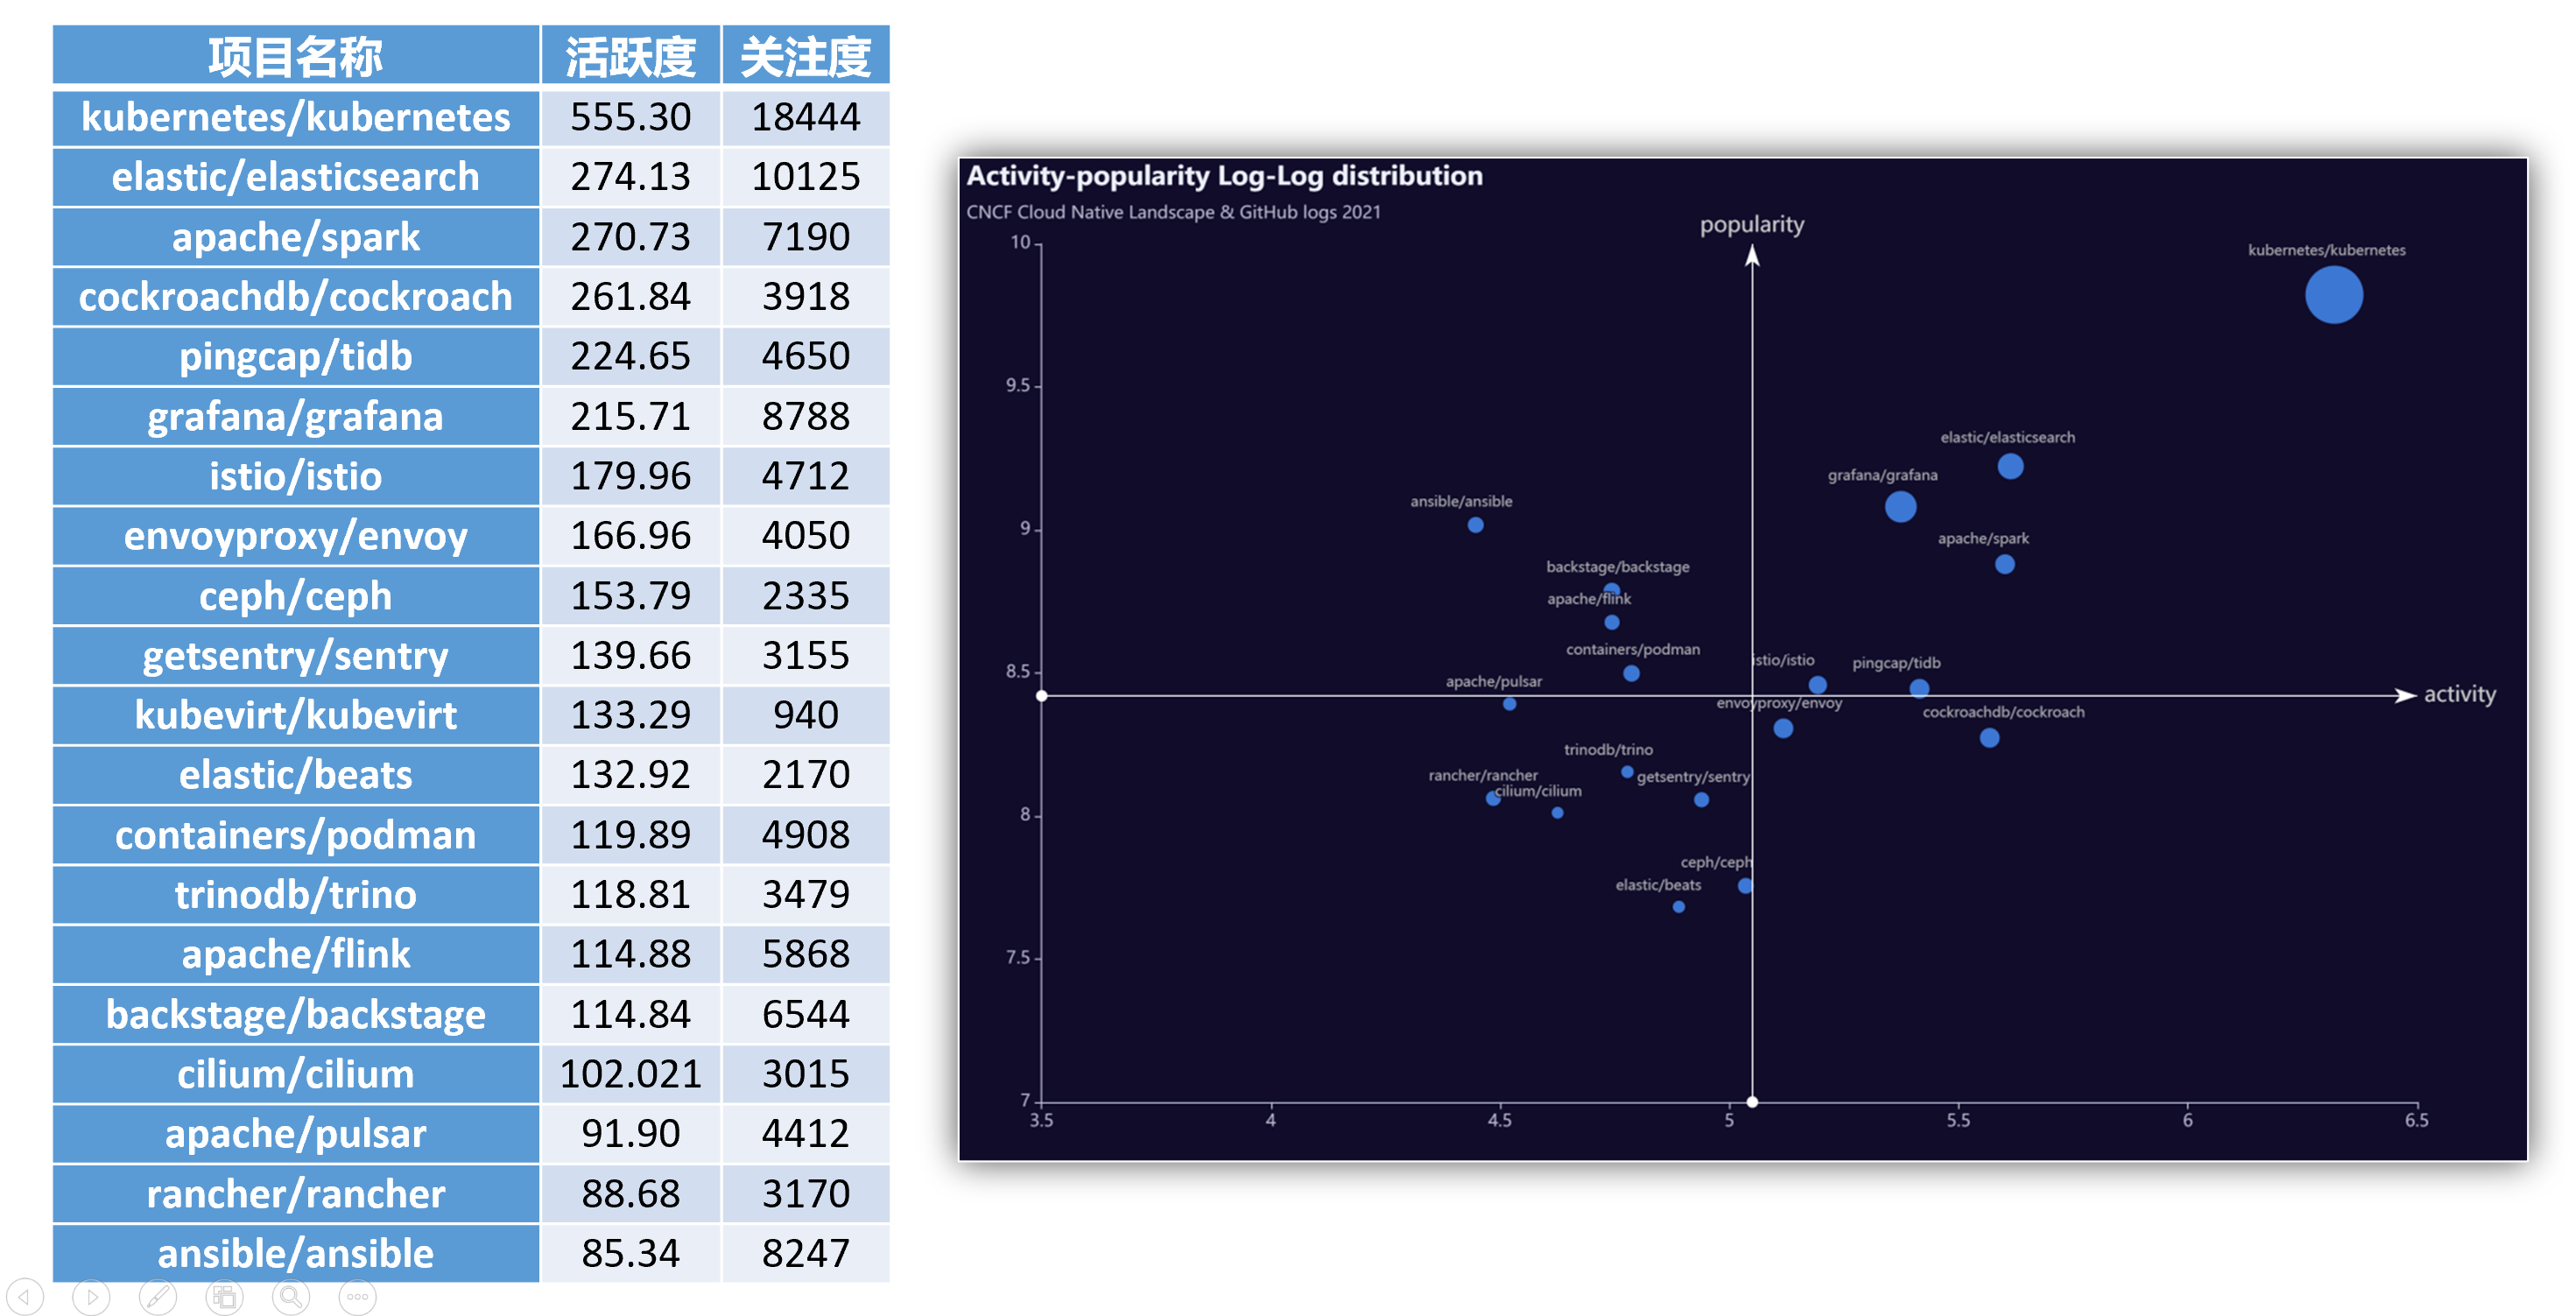 项目名称 活跃度 关注度
kubernetes/kubernetes 555.30 18444
elastic/elasticsearch 274.13 10125
apache/spark 270.73 7190
cockroachdb/cockroach 261.84 3918
pingcap/tidb 224.65 4650
grafana/grafana 215.71 8788
istio/istio 179.96 4712
envoyproxy/envoy 166.96 4050
ceph/ceph 153.79 2335
getsentry/sentry 139.66 3155
kubevirt/kubevirt 133.29 940
elastic/beats 132.92 2170
containers/podman 119.89 4908
trinodb/trino 118.81 3479
apache/flink 114.88 5868
backstage/backstage 114.84 6544
cilium/cilium 102.021 3015
apache/pulsar 91.90 4412
rancher/rancher 88.68 3170
ansible/ansible 85.34 8247
Activity-popularity Log-Log distribution
CNCF Cloud Native Landscape & GitHub logs 2021
popularity
10
kubernetes/kubernetes
9.5
elastic/elasticsearch
grafana/grafana
ansible/ansible
9
apache/spark
backstage/backstage
apache/flink
containers/podman
istio/istio
pingcap/tidb
8.5
apache/pulsar
activity
envoyproxy/envoy
cockroachdb/cockroach
trinodb/trino
rancher/rancher
getsentry/sentry
cilium/cilium
8
ceph/ceph
elastic/beats
7.5
7
3.5 4 4.5 5 5.5 6 6.5